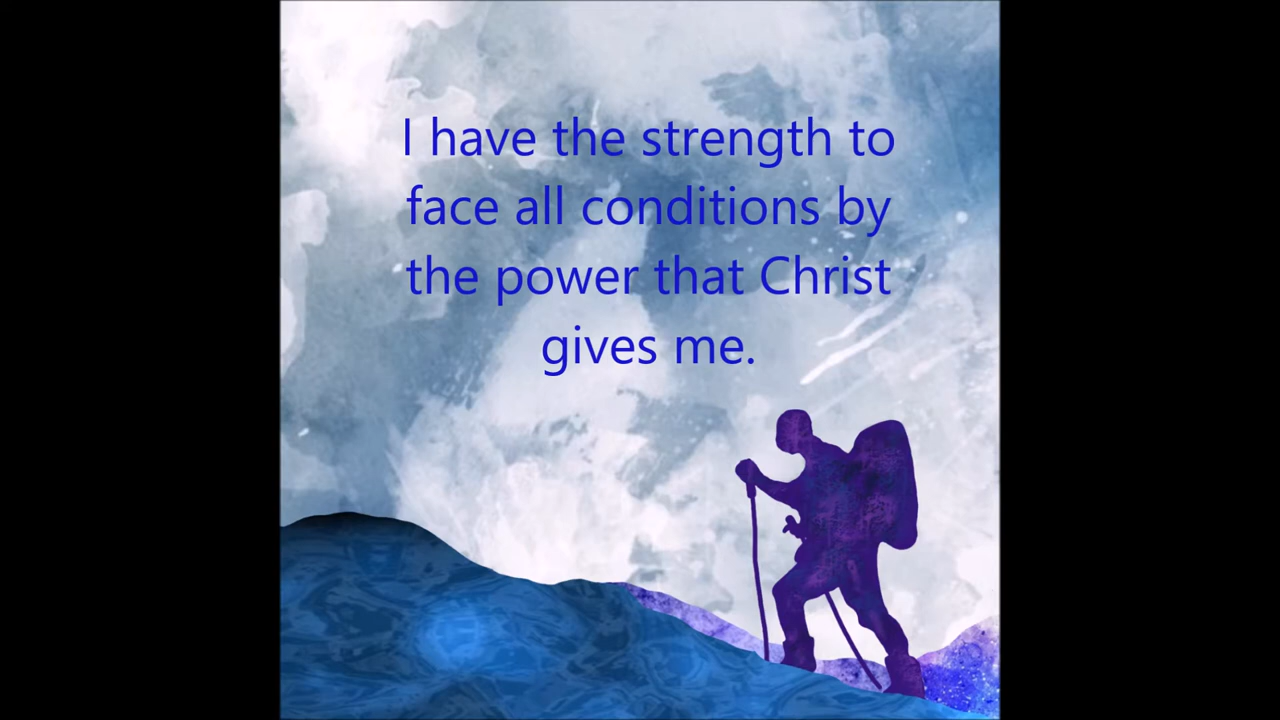 I have the strength to
face all conditions by
the power that Christ
gives me.